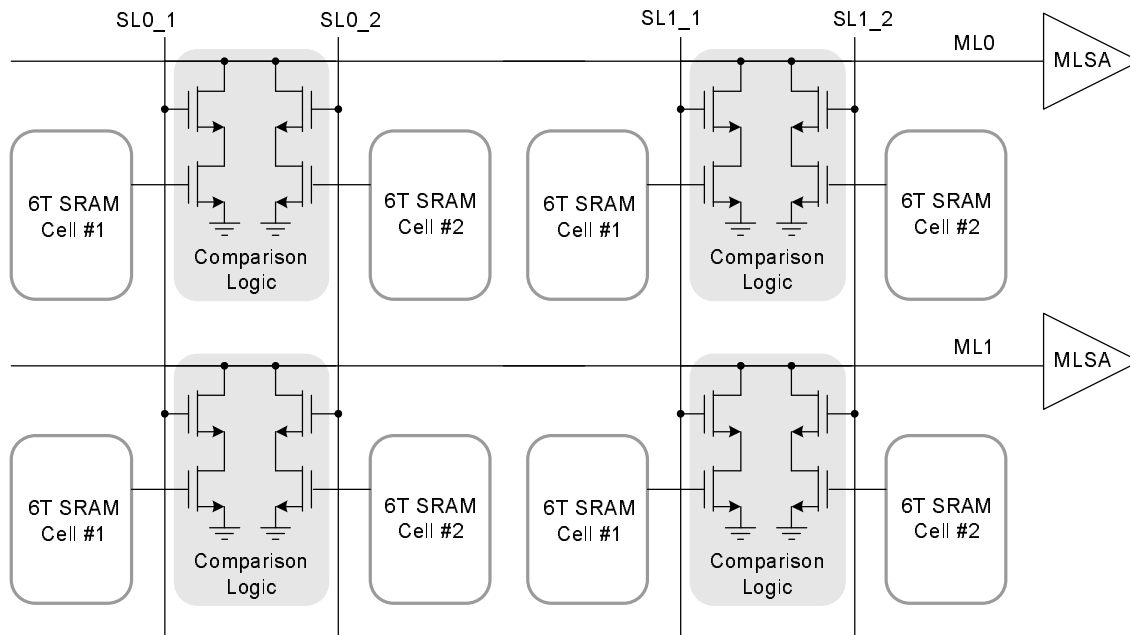 SL0_1
SL0_2
SL1_1
SL1_2
ML0
MLSA
6T SRAM
Cell #1
6T SRAM
Cell #2
6T SRAM
Cell #1
6T SRAM
Cell #2
Comparison
Logic
Comparison
Logic
ML1
MLSA
6T SRAM
Cell #1
6T SRAM
Cell #2
6T SRAM
Cell #1
6T SRAM
Cell #2
Comparison
Logic
Comparison
Logic